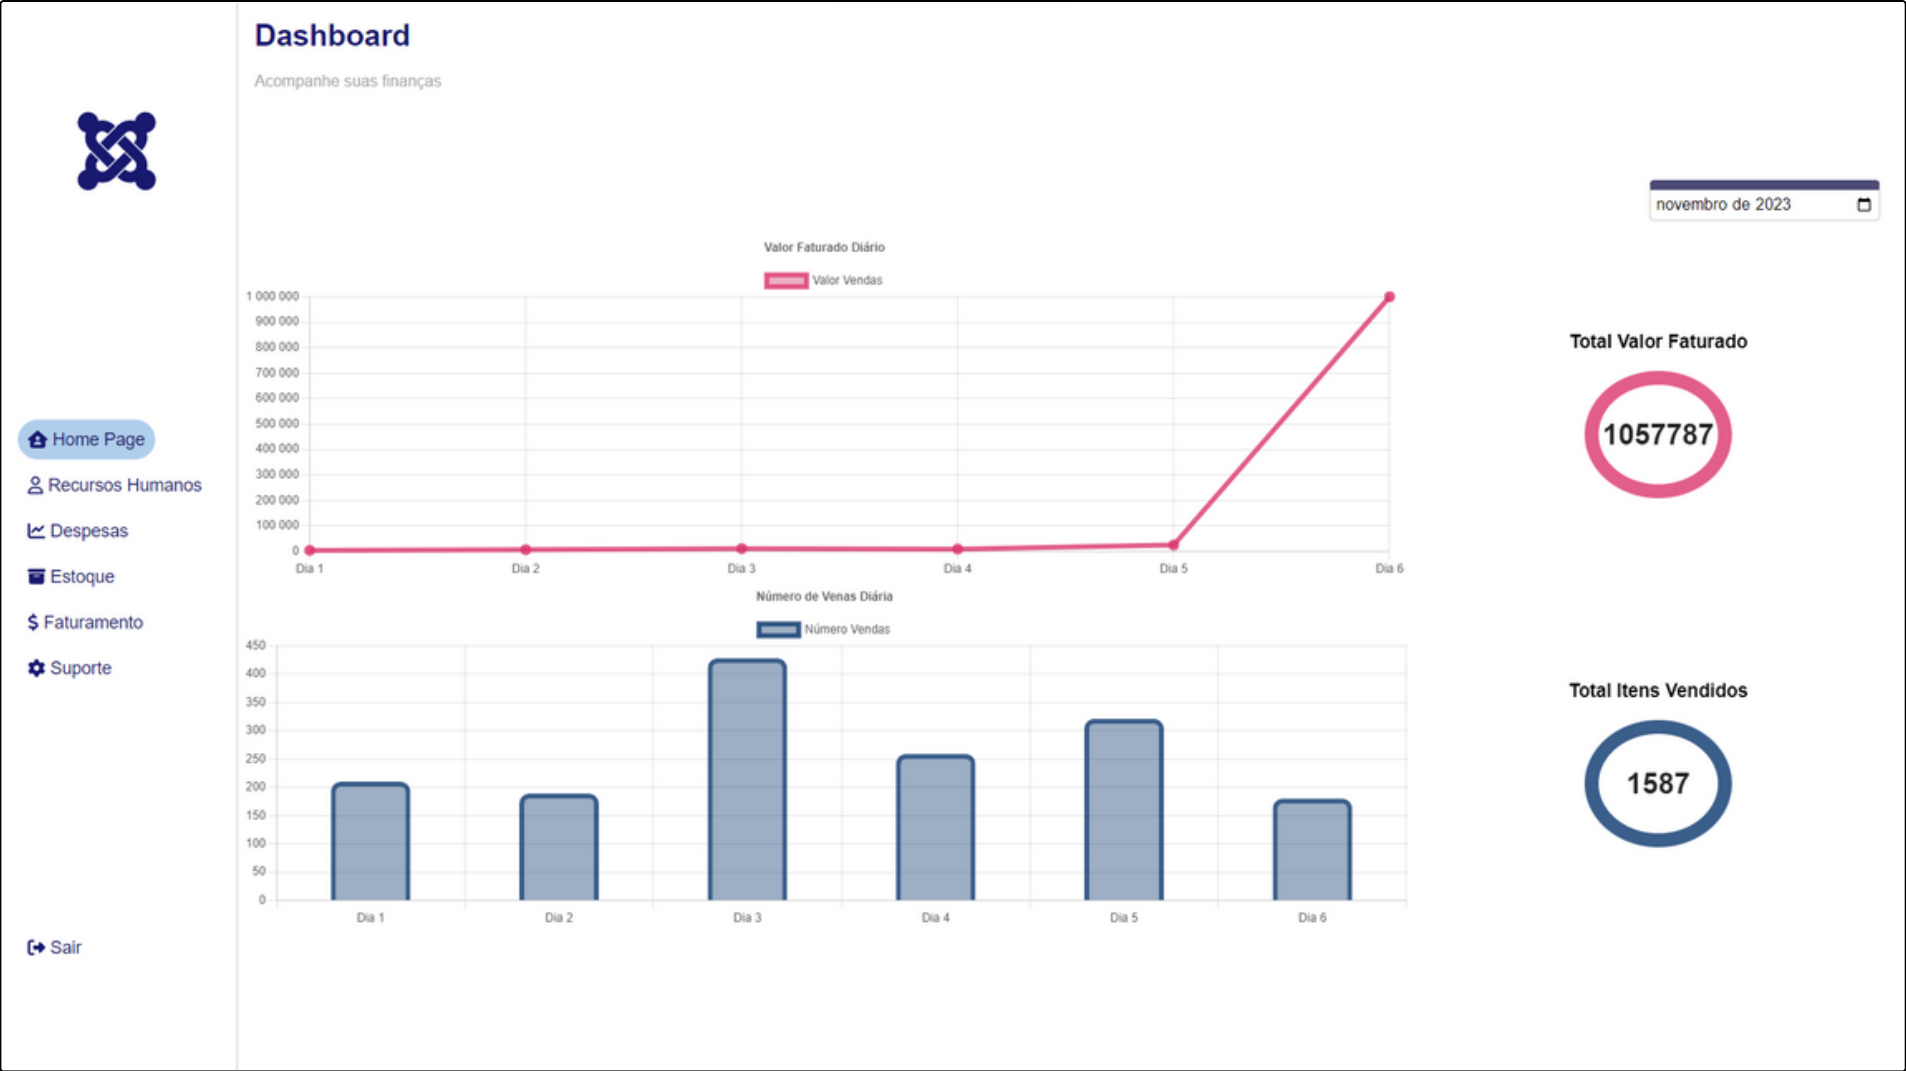 Dashboard
Acompanhe suas finanças
Home Page
Recursos Humanos
Despesas
Estoque
Faturamento
Suporte
Sair
novembro de 2023
Valor Faturado Diário
Valor Vendas
1 000 000
900 000
800 000
700 000
600 000
500 000
400 000
300 000
200 000
100 000
0
Dia 1 Dia 2 Dia 3 Dia 4 Dia 5 Dia 6
Total Valor Faturado
1057787
Número de Venas Diária
Número Vendas
450
400
350
300
250
200
150
100
50
0
Dia 1 Dia 2 Dia 3 Dia 4 Dia 5 Dia 6
Total Itens Vendidos
1587